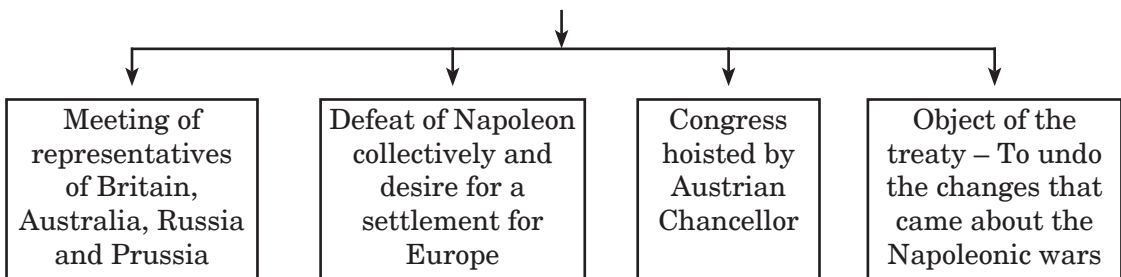 Meeting of
representatives
of Britain,
Australia, Russia
and Prussia
Defeat of Napoleon
collectively and
desire for a
settlement for
Europe
Congress
hoisted by
Austrian
Chancellor
Object of the
treaty – To undo
the changes that
came about the
Napoleonic wars